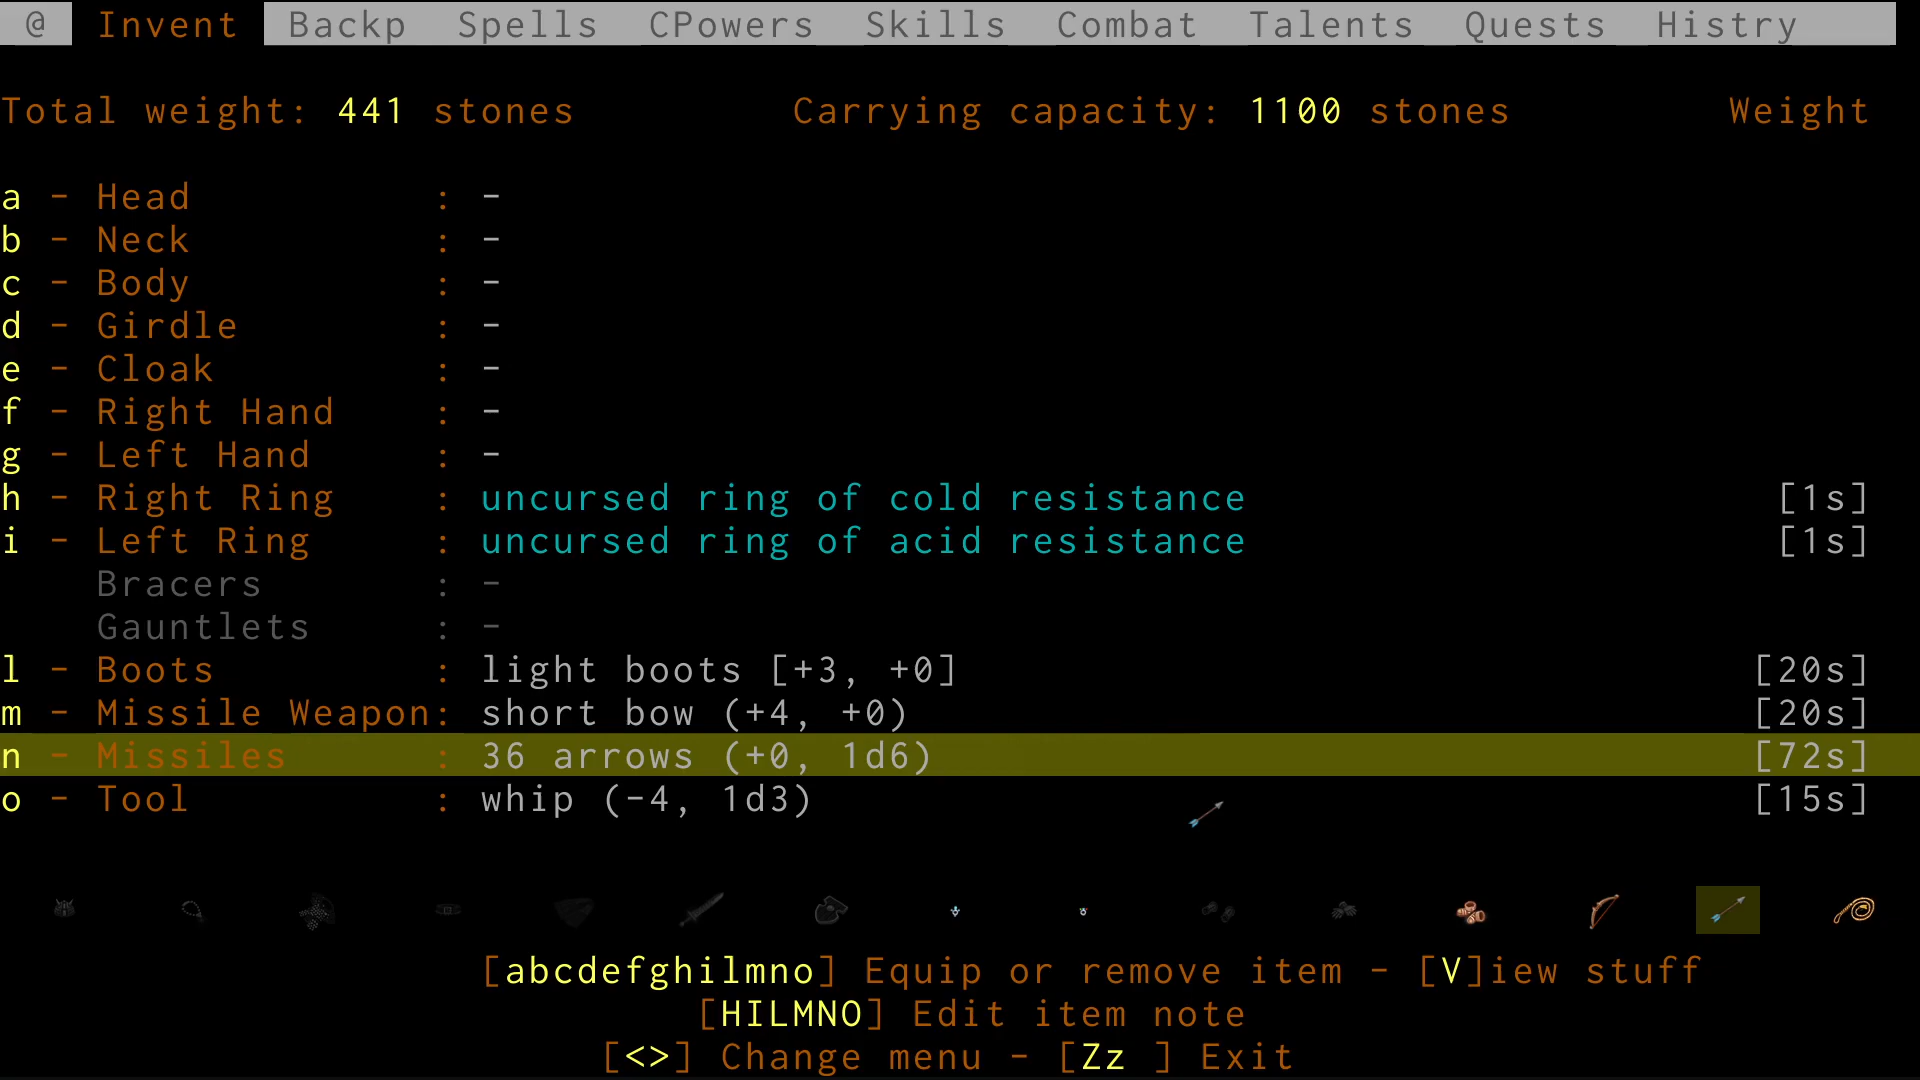 @ Invent Backp Spells CPowers Skills Combat Talents Quests Histry
Total weight: 441 stones Carrying capacity: 1100 stones Weight
a - Head : -
b - Neck : -
c - Body : -
d - Girdle : -
e - Cloak : -
f - Right Hand : -
g - Left Hand : -
h - Right Ring : uncursed ring of cold resistance [1s]
i - Left Ring : uncursed ring of acid resistance [1s]
Bracers : -
Gauntlets : -
l - Boots : light boots [+3, +0] [20s]
m - Missile Weapon: short bow (+4, +0) [20s]
n - Missiles : 36 arrows (+0, 1d6) [72s]
o - Tool : whip (-4, 1d3) [15s]
[abcdefghilmno] Equip or remove item - [V]iew stuff
[HILMNO] Edit item note
[<>] Change menu - [Zz ] Exit